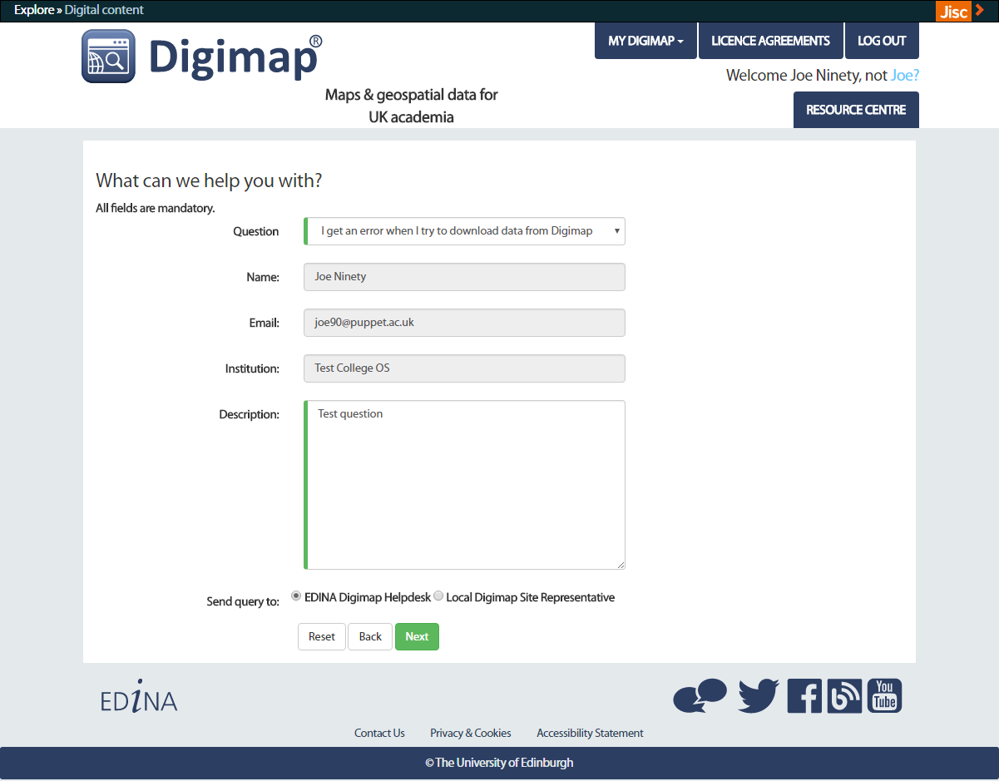 Explore » Digital content
Jisc
Digimap®
Maps & geospatial data for
UK academia
MY DIGIMAP
LICENCE AGREEMENTS
LOG OUT
Welcome Joe Ninety, not Joe?
RESOURCE CENTRE
What can we help you with?
All fields are mandatory.
Question
I get an error when I try to download data from Digimap
Name:
Joe Ninety
Email:
joe90@puppet.ac.uk
Institution:
Test College OS
Description:
Test question
Send query to:
EDINA Digimap Helpdesk
Local Digimap Site Representative
Reset
Back
Next
EDiNA
You
Tube
Contact Us
Privacy & Cookies
Accessibility Statement
© The University of Edinburgh